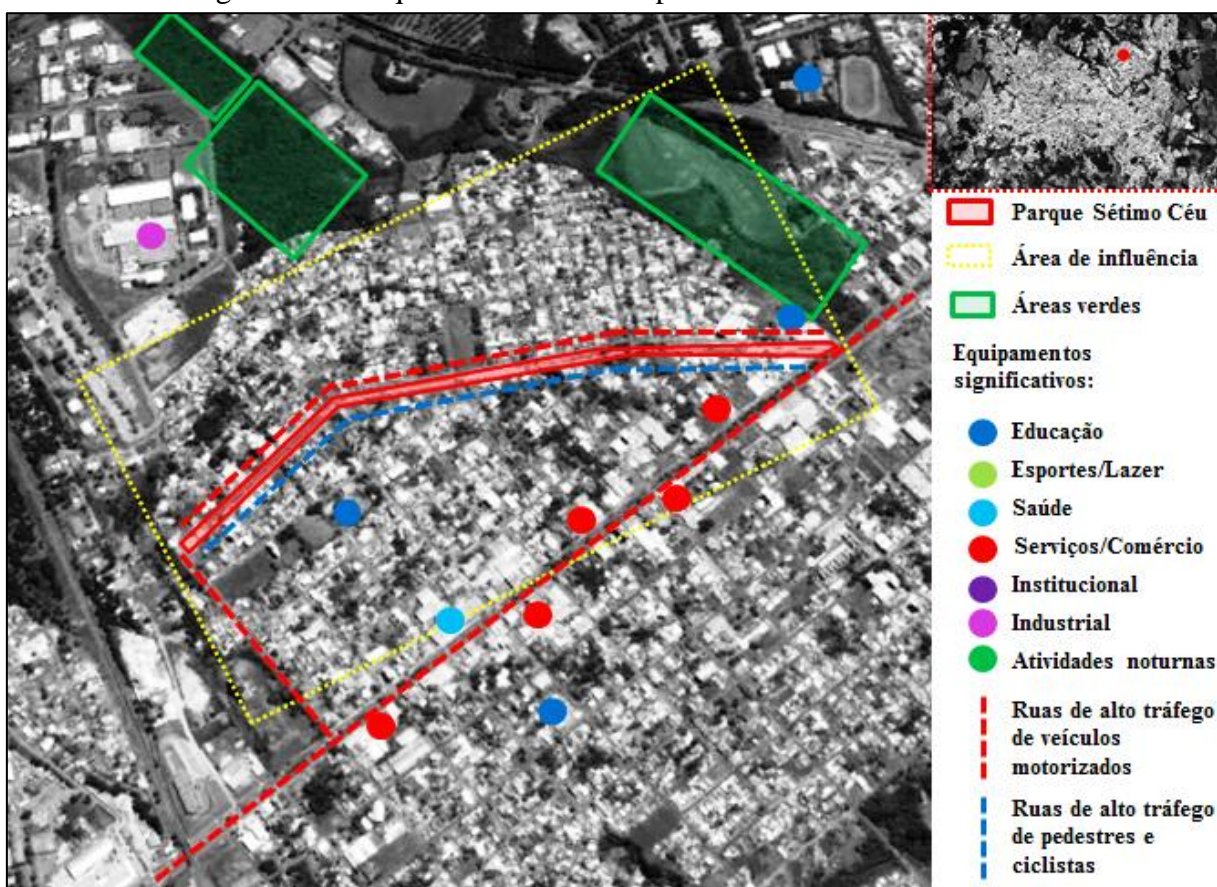 Parque Sétimo Céu
Área de influência
Áreas verdes
Equipamentos
significativos:
Educação
Esportes/Lazer
Saúde
Serviços/Comércio
Institucional
Industrial
Atividades noturnas
Ruas de alto tráfego
de veículos
motorizados
Ruas de alto tráfego
de pedestres e
ciclistas